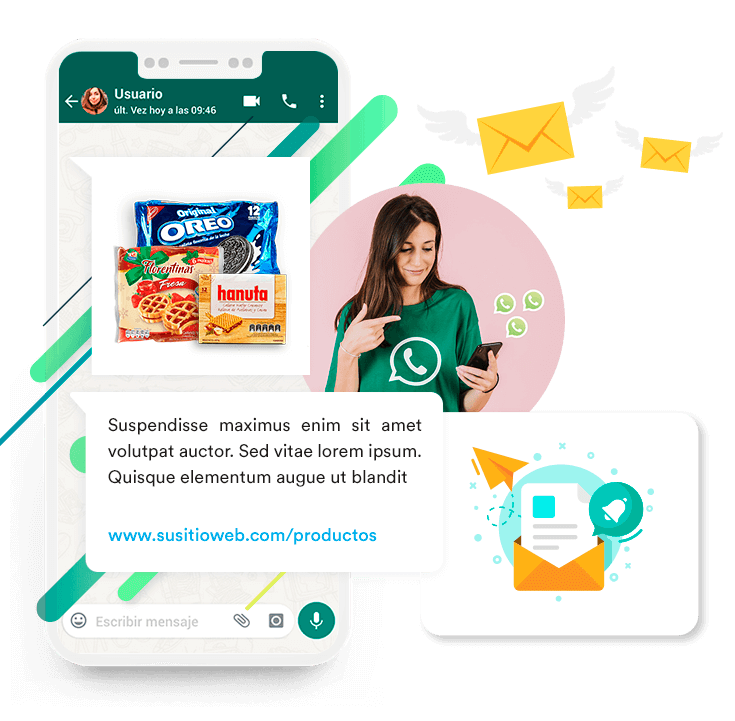 Usuario
últ. Vez hoy a las 09:46
Original
12
OREO
Florentinas
Fresa
12
hanuta
Suspendisse maximus enim sit amet
volutpat auctor. Sed vitae lorem ipsum.
Quisque elementum augue ut blandit
www.susitioweb.com/productos
Escribir mensaje